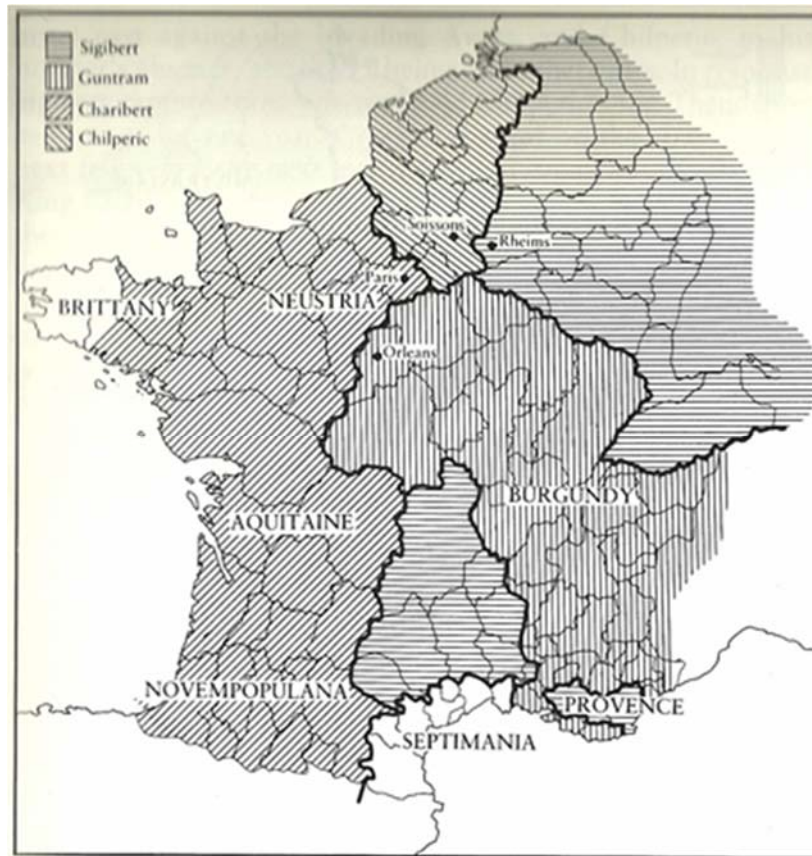 Sigibert
Guntram
Charibert
Chilperic
Soissons
Rheims
Paris
BRITTANY
NEUSTRIA
Orleans
BURGUNDY
AQUITAINE
NOVEMPOPULANA
PROVENCE
SEPTIMANIA